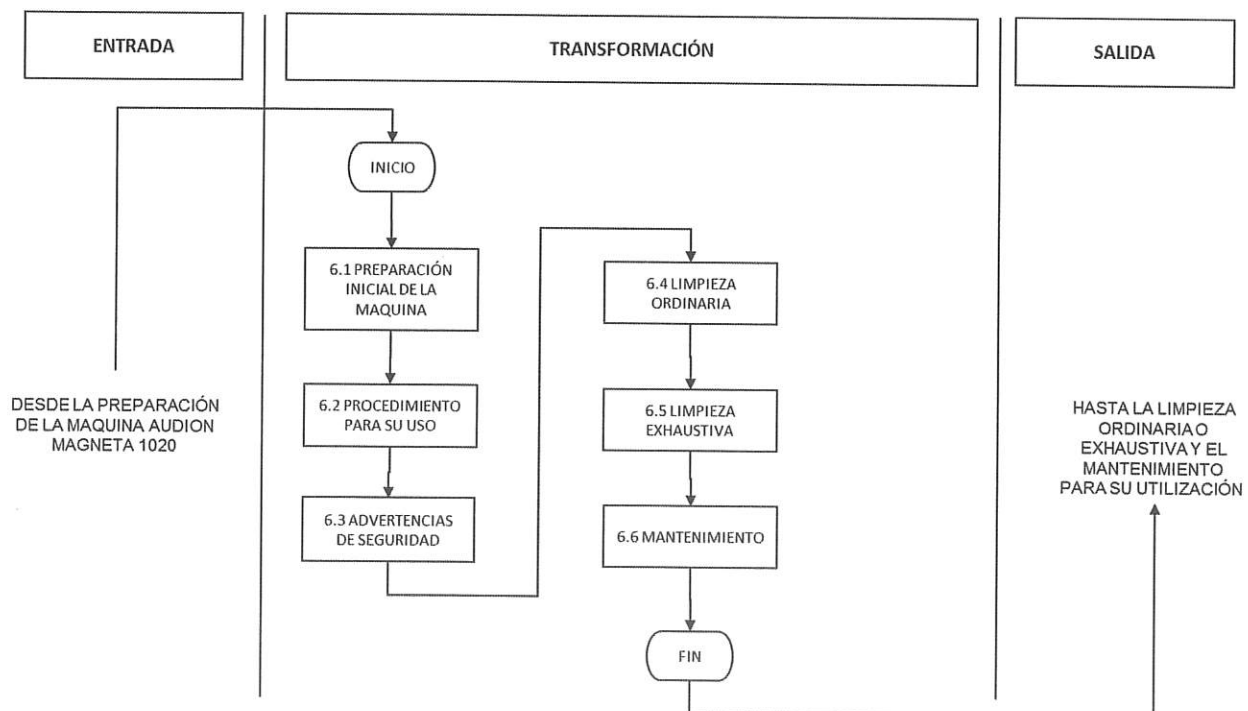 ENTRADA
TRANSFORMACIÓN
SALIDA
INICIO
6.1 PREPARACIÓN
INICIAL DE LA
MAQUINA
6.2 PROCEDIMIENTO
PARA SU USO
6.3 ADVERTENCIAS
DE SEGURIDAD
6.4 LIMPIEZA
ORDINARIA
6.5 LIMPIEZA
EXHAUSTIVA
6.6 MANTENIMIENTO
FIN
DESDE LA PREPARACIÓN
DE LA MAQUINA AUDION
MAGNETA 1020
HASTA LA LIMPIEZA
ORDINARIA O
EXHAUSTIVA Y EL
MANTENIMIENTO
PARA SU UTILIZACIÓN